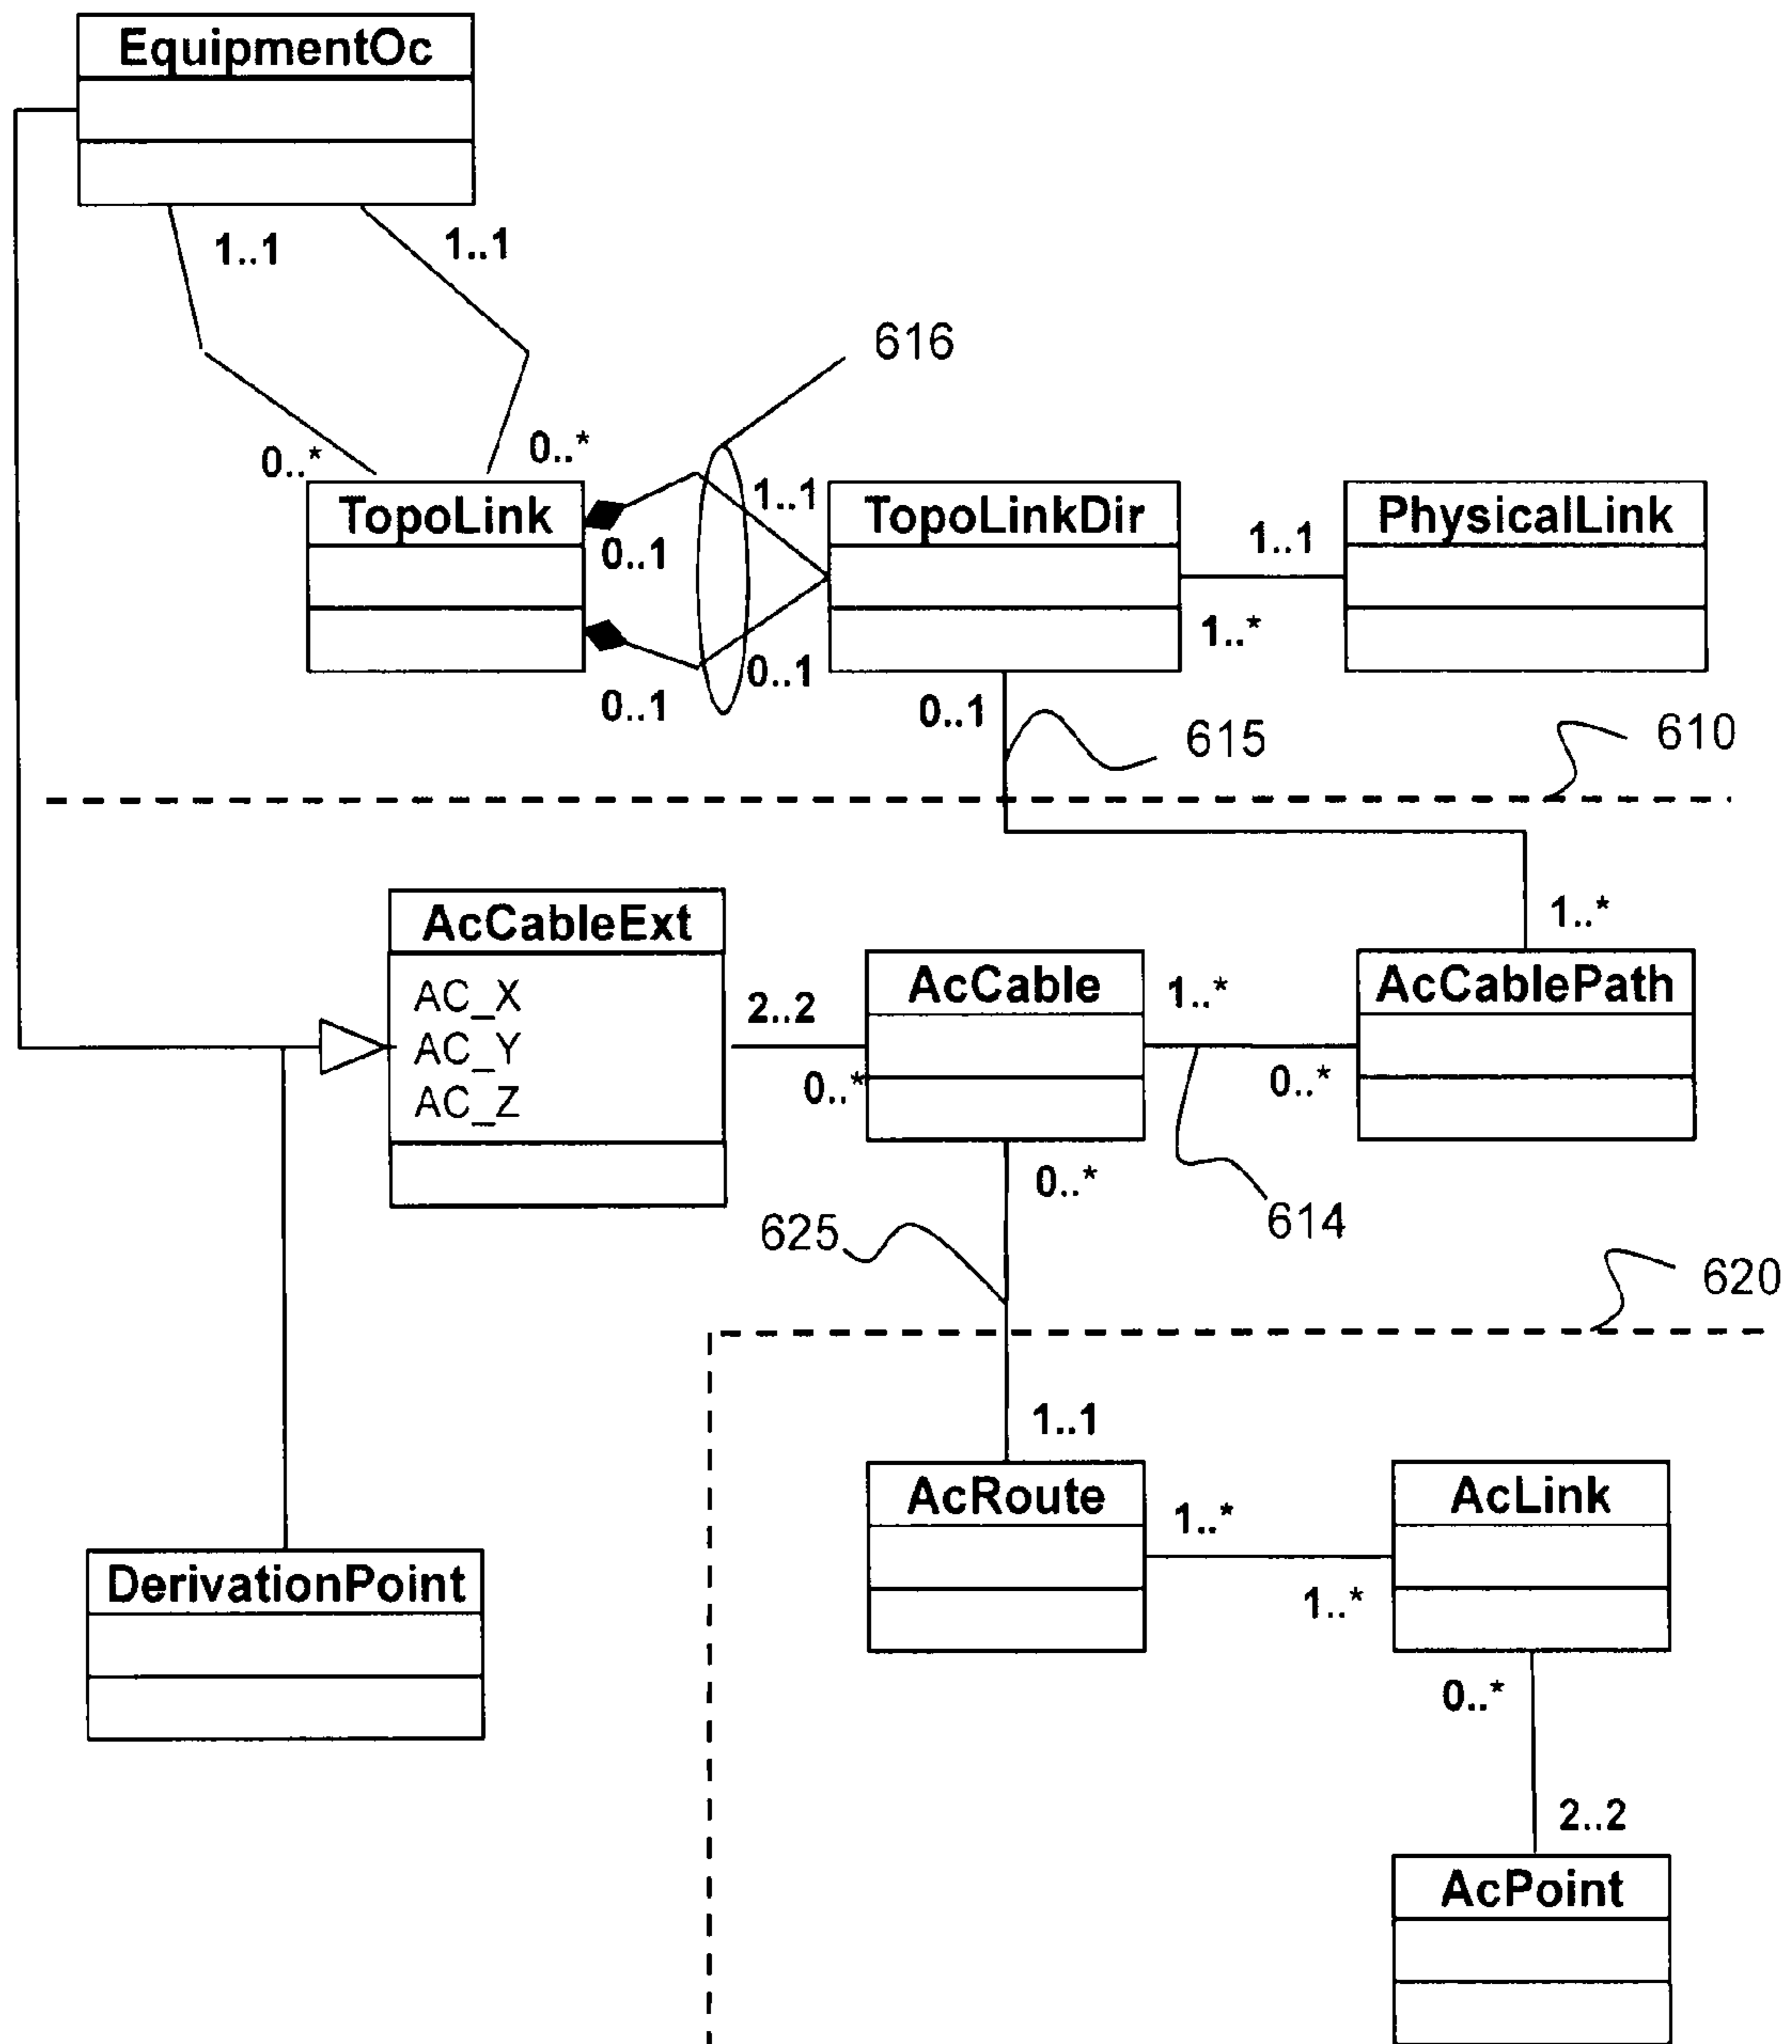 EquipmentOc
1..1
1..1
616
0..*
0..*
TopoLink
1..1
TopoLinkDir
PhysicalLink
0..1
1..1
1..*
0..1
0..1
0..1
615
610
AcCableExt
1..*
AC_X
AC_Y
AC_Z
2..2
AcCable
1..*
AcCablePath
0..*
0..*
0..*
614
625
620
1..1
AcRoute
1..*
AcLink
1..*
DerivationPoint
0..*
2..2
AcPoint